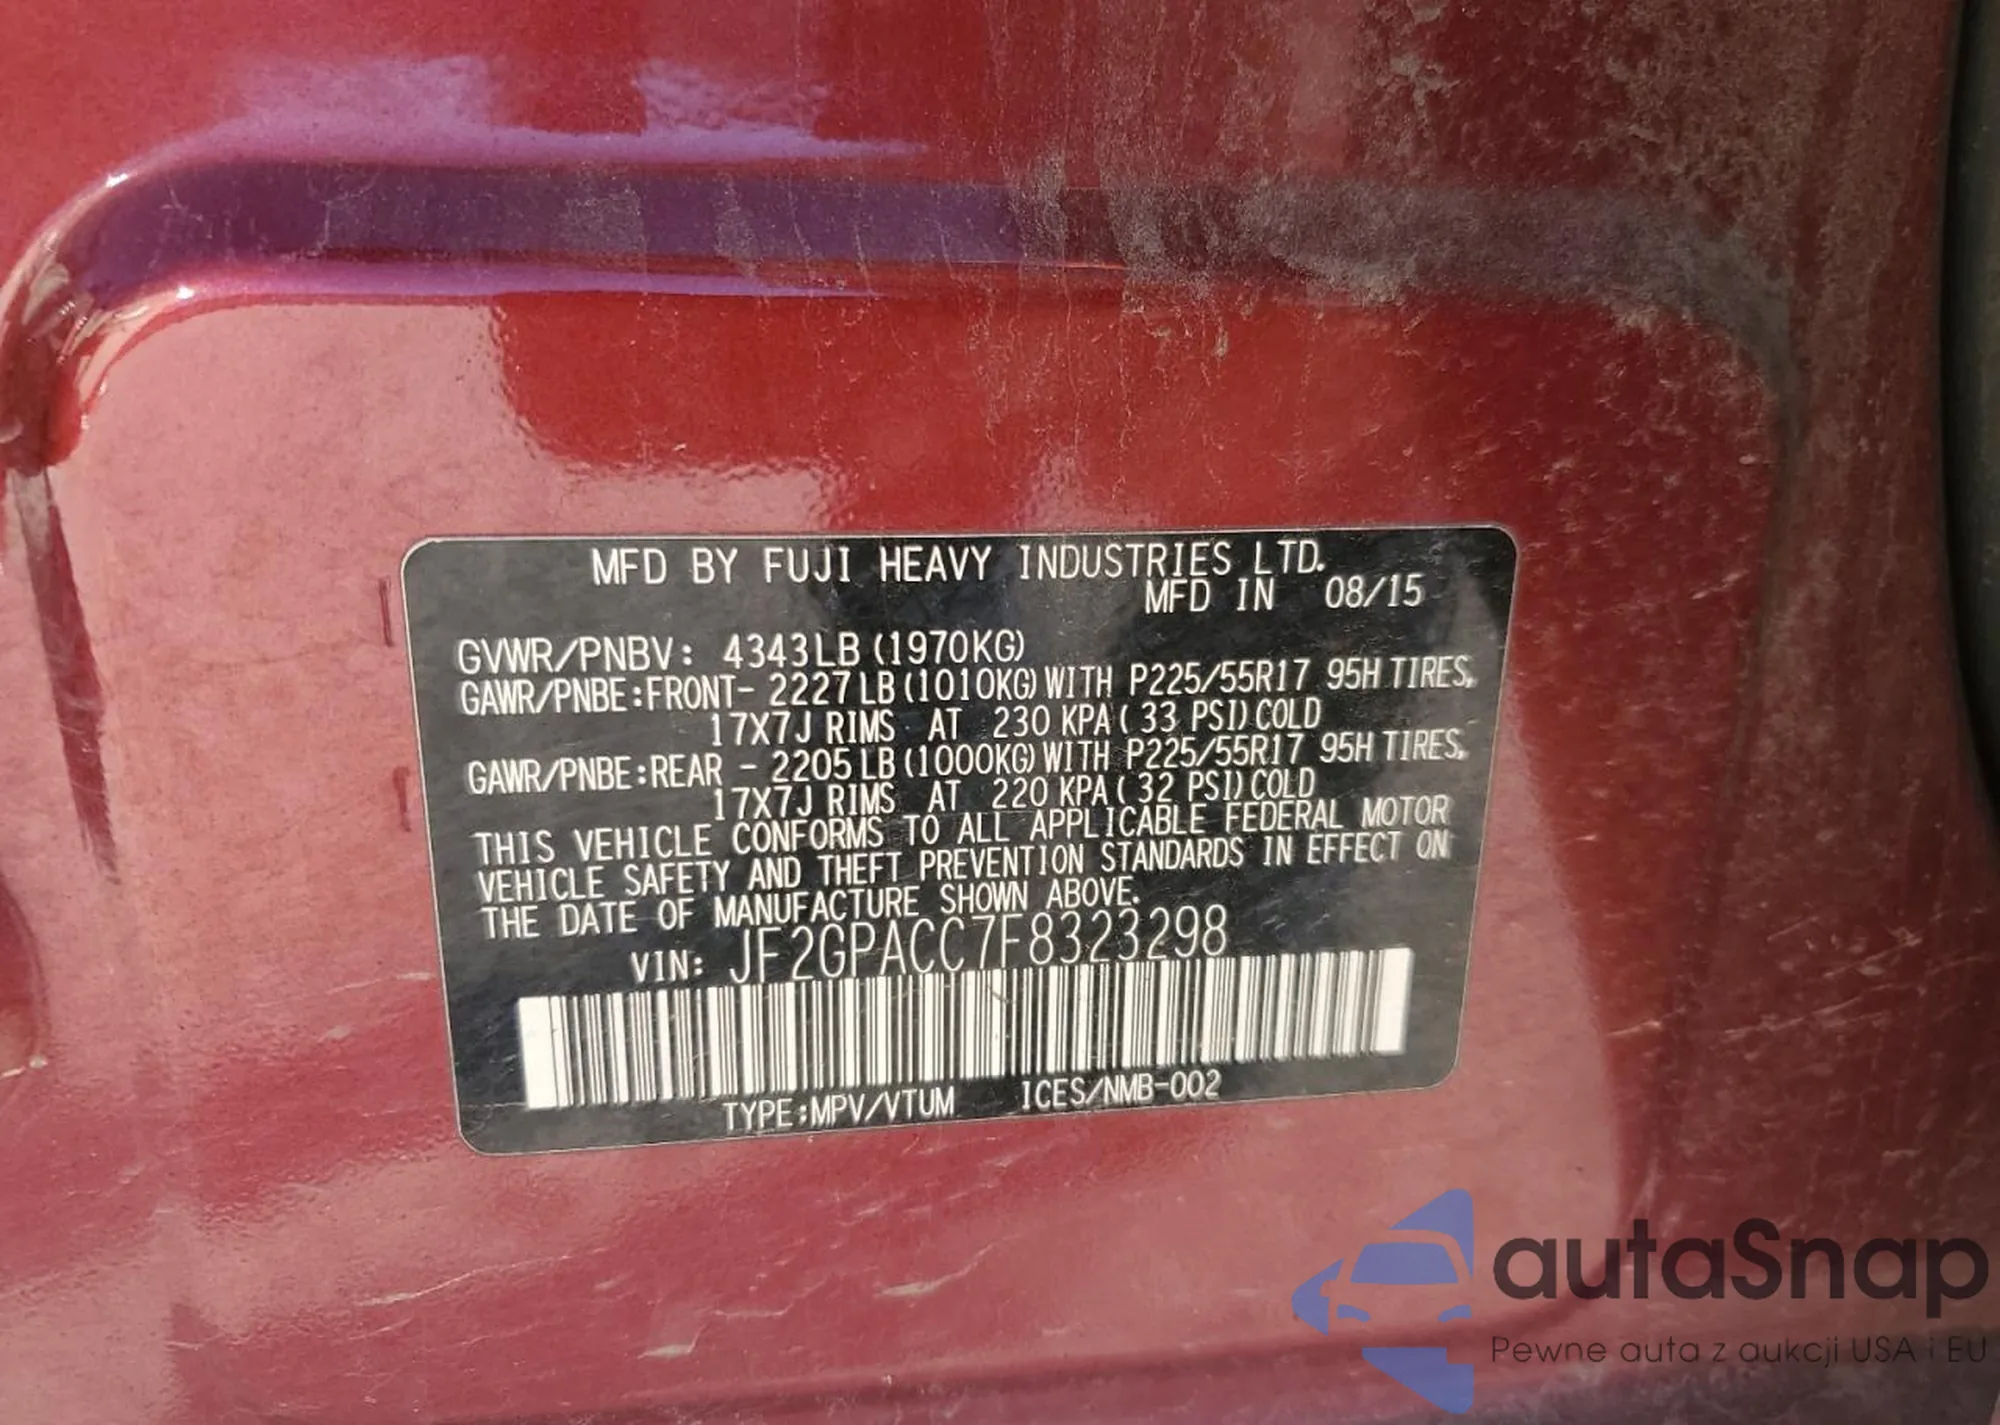 MFD BY FUJI HEAVY INDUSTRIES LTD.
MFD IN 08/15
GVWR/PNBV: 4343LB (1970KG)
GAWR/PNBE:FRONT- 2227LB(1010KG)WITH P225/55R17 95H TIRES,
17X7J RIMS AT 230 KPA( 33 PSI)COLD
GAWR/PNBE:REAR - 2205LB(1000KG)WITH P225/55R17 95H TIRES,
17X7J RIMS AT 220 KPA( 32 PSI)COLD
THIS VEHICLE CONFORMS TO ALL APPLICABLE FEDERAL MOTOR
VEHICLE SAFETY AND THEFT PREVENTION STANDARDS IN EFFECT ON
THE DATE OF MANUFACTURE SHOWN ABOVE.
VIN: JF2GPACC7F8323298
TYPE:MPV/VTUM ICES/NMB-002
autaSnap
Pewne auta z aukcji USA i EU